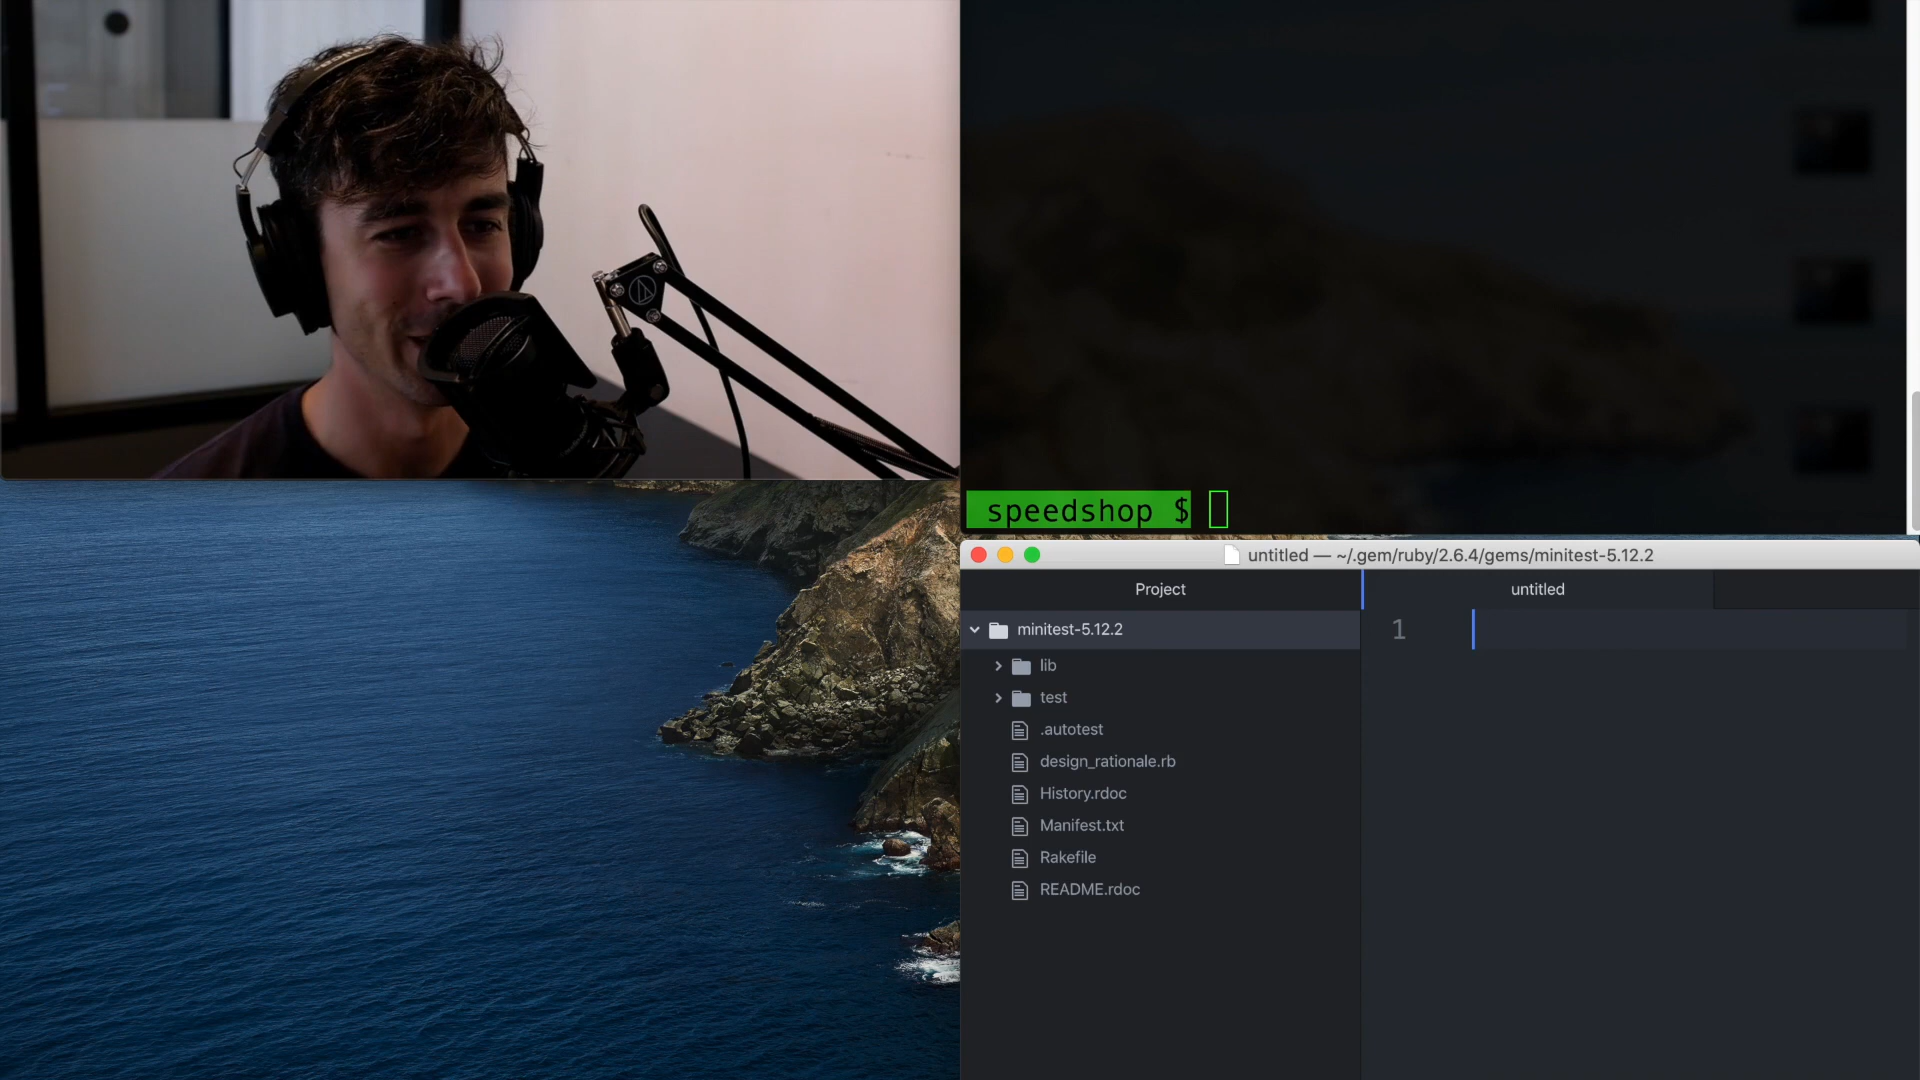 speedshop $
untitled — ~/.gem/ruby/2.6.4/gems/minitest-5.12.2
Project
untitled
minitest-5.12.2
1
lib
test
.autotest
design_rationale.rb
History.rdoc
Manifest.txt
Rakefile
README.rdoc